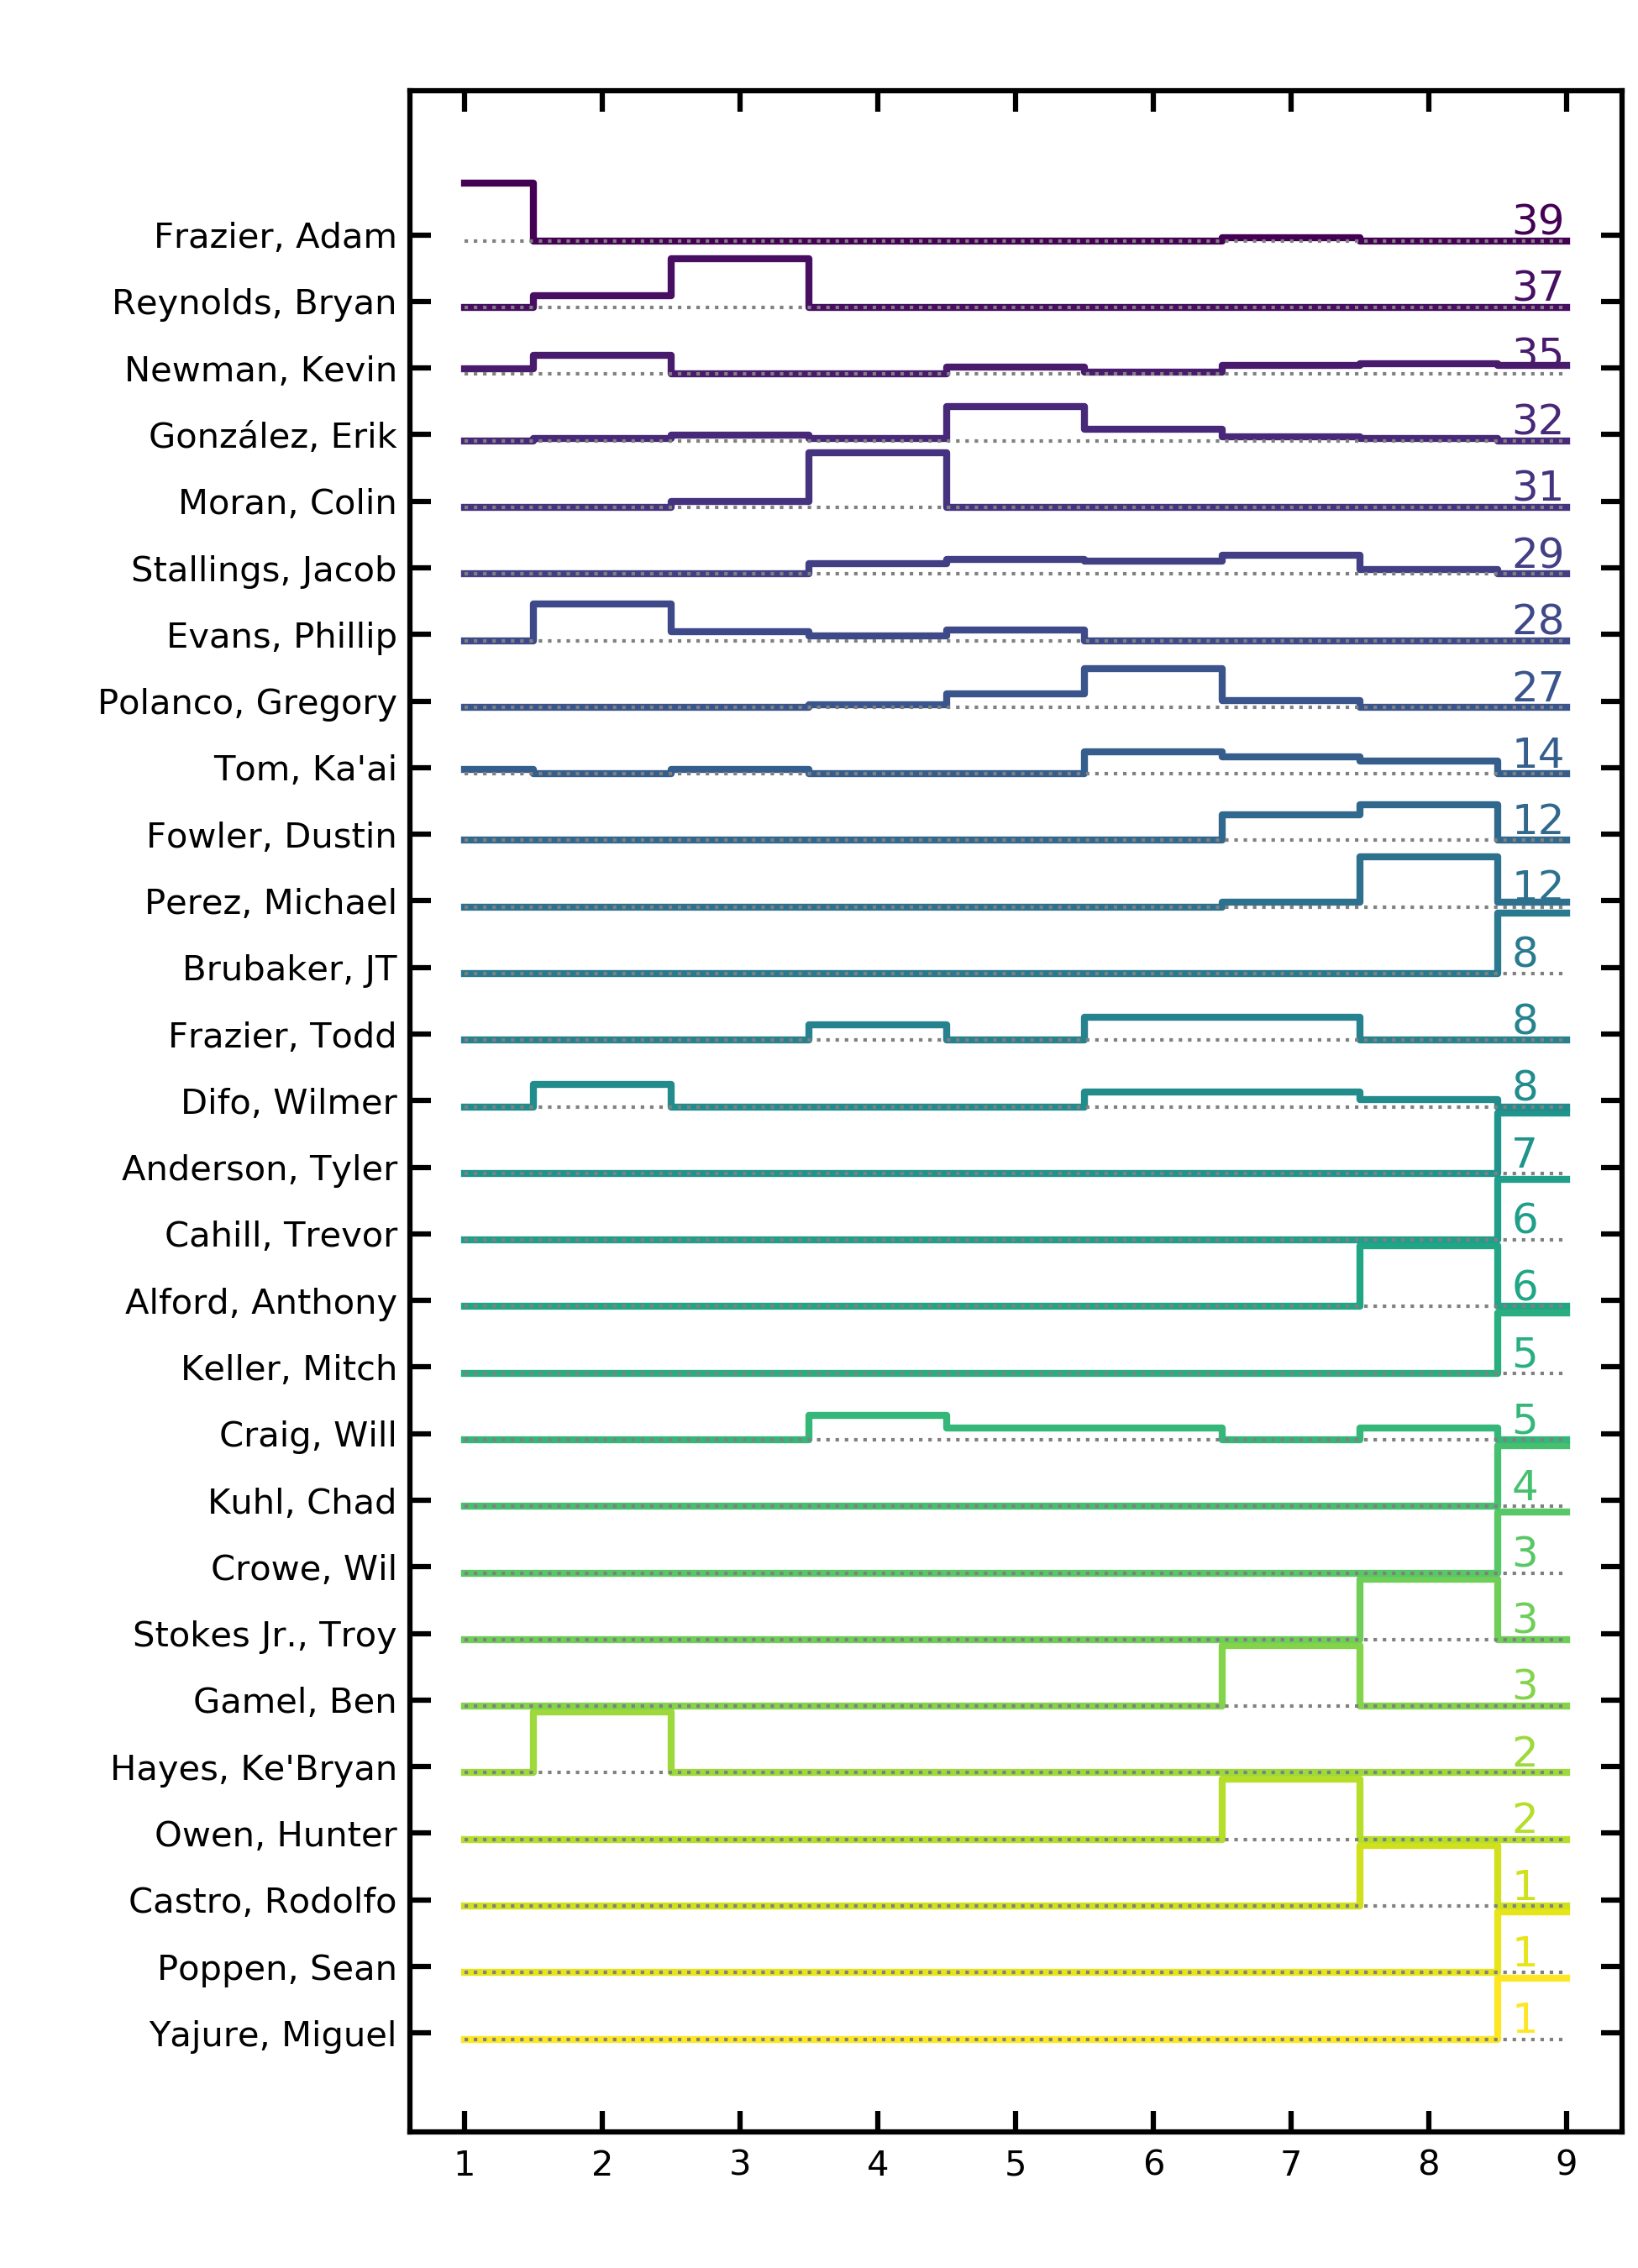 Frazier, Adam 39
Reynolds, Bryan 37
Newman, Kevin 35
González, Erik 32
Moran, Colin 31
Stallings, Jacob 29
Evans, Phillip 28
Polanco, Gregory 27
Tom, Ka'ai 14
Fowler, Dustin 12
Perez, Michael 12
Brubaker, JT 8
Frazier, Todd 8
Difo, Wilmer 8
Anderson, Tyler 7
Cahill, Trevor 6
Alford, Anthony 6
Keller, Mitch 5
Craig, Will 5
Kuhl, Chad 4
Crowe, Wil 3
Stokes Jr., Troy 3
Gamel, Ben 3
Hayes, Ke'Bryan 2
Owen, Hunter 2
Castro, Rodolfo 1
Poppen, Sean 1
Yajure, Miguel 1
1 2 3 4 5 6 7 8 9